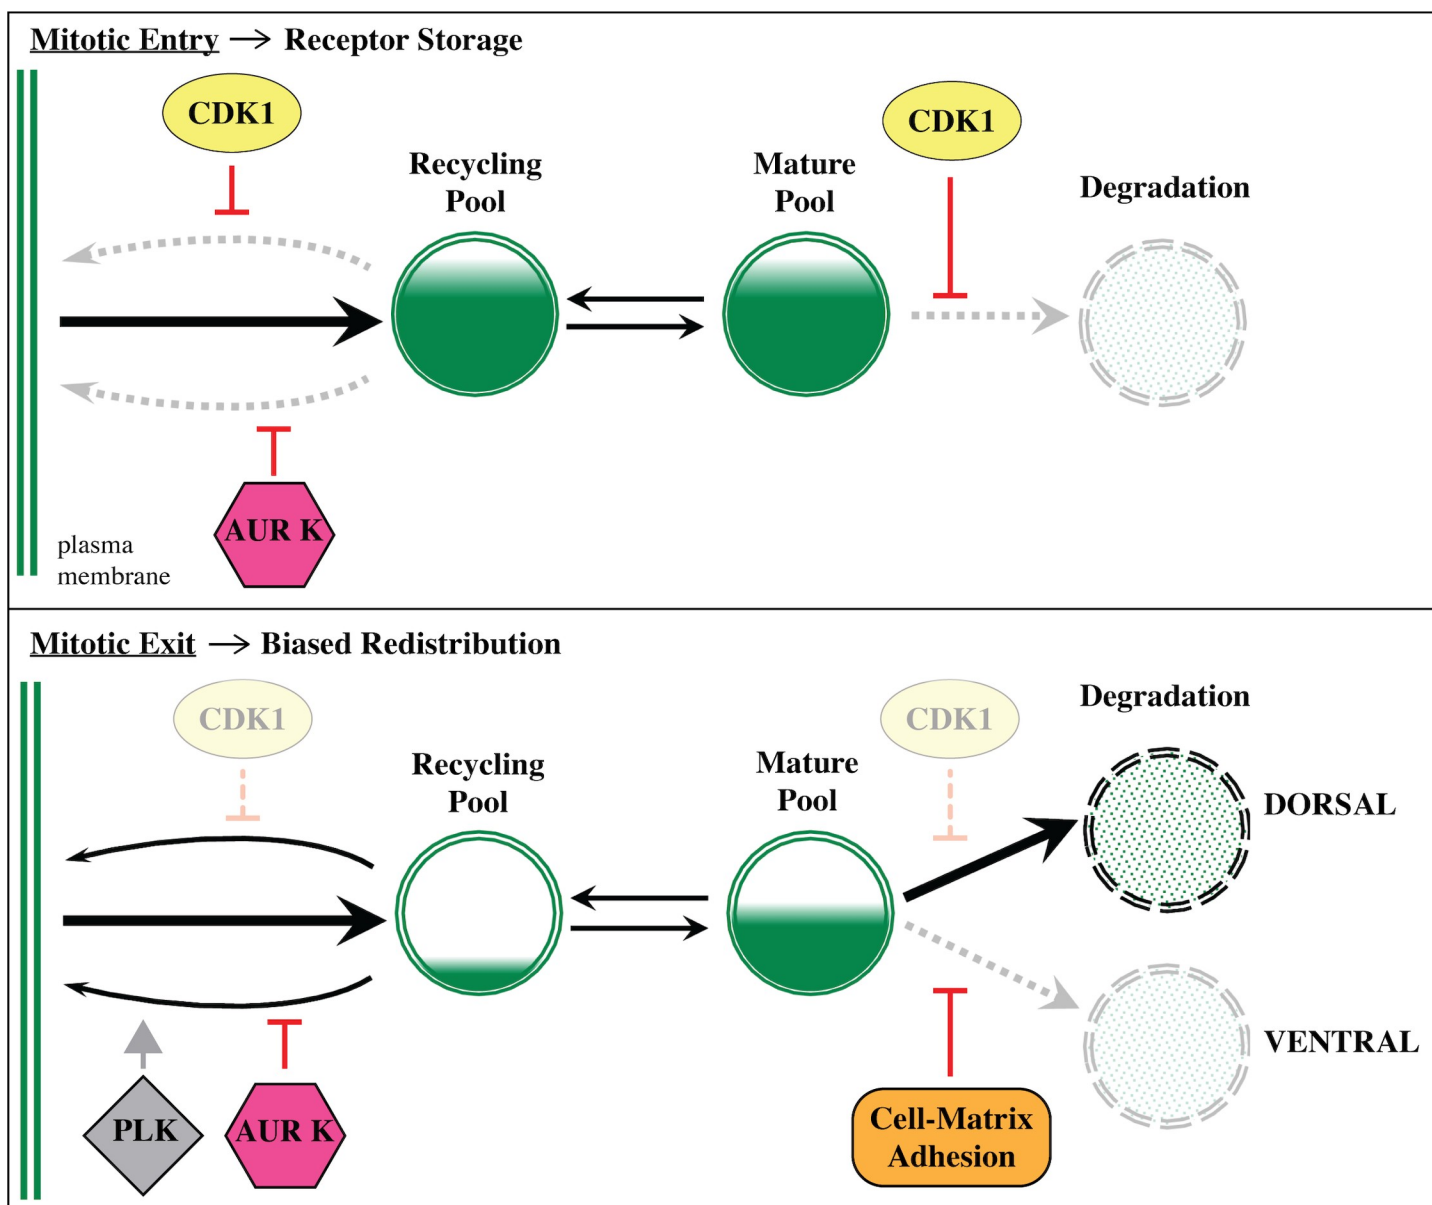 Mitotic Entry → Receptor Storage
CDK1
CDK1
Recycling
Pool
Mature
Pool
Degradation
AUR K
plasma
membrane
Mitotic Exit → Biased Redistribution
CDK1
CDK1
Degradation
Recycling
Pool
Mature
Pool
DORSAL
VENTRAL
PLK
AUR K
Cell-Matrix
Adhesion